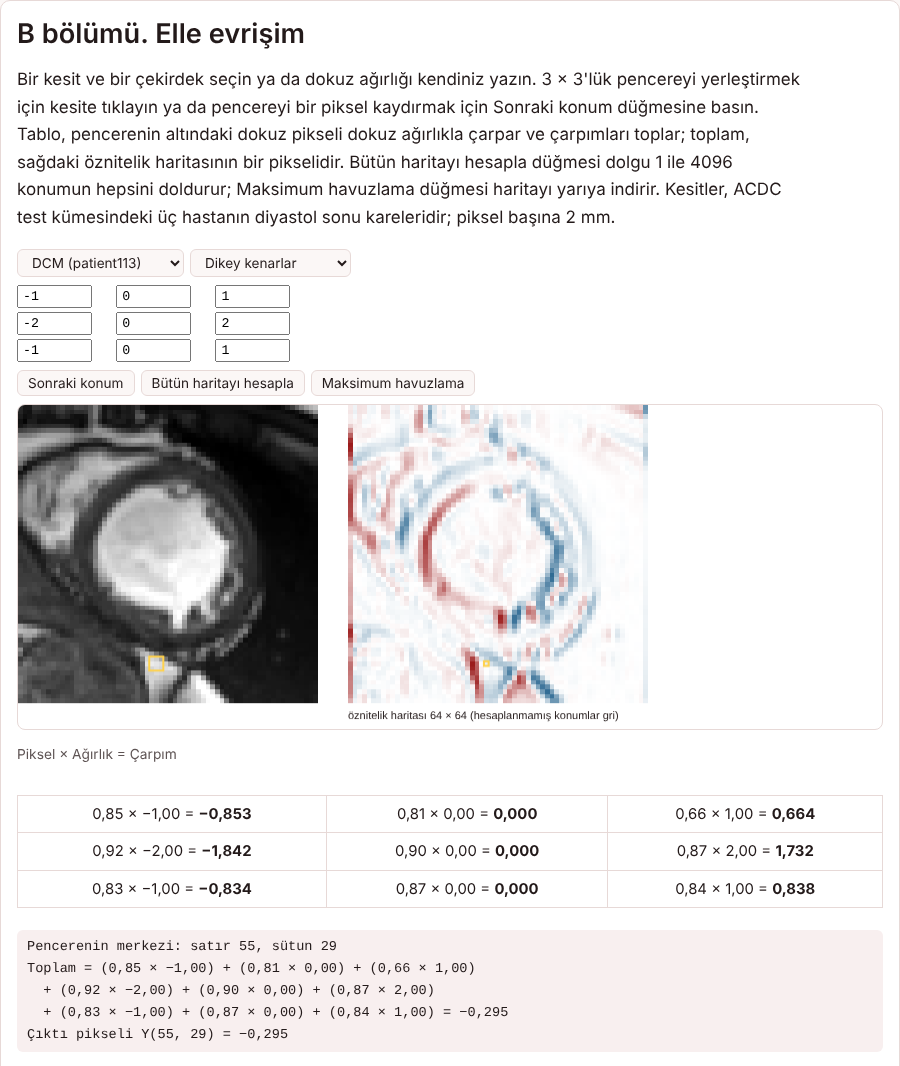 B bölümü. Elle evrişim
Bir kesit ve bir çekirdek seçin ya da dokuz ağırlığı kendiniz yazın. 3 × 3'lük pencereyi yerleştirmek
için kesite tıklayın ya da pencereyi bir piksel kaydırmak için Sonraki konum düğmesine basın.
Tablo, pencerenin altındaki dokuz pikseli dokuz ağırlıkla çarpar ve çarpımları toplar; toplam,
sağdaki öznitelik haritasının bir pikselidir. Bütün haritayı hesapla düğmesi dolgu 1 ile 4096
konumun hepsini doldurur; Maksimum havuzlama düğmesi haritayı yarıya indirir. Kesitler, ACDC
test kümesindeki üç hastanın diyastol sonu kareleridir; piksel başına 2 mm.
DCM (patient113) Dikey kenarlar
-1 0 1
-2 0 2
-1 0 1
Sonraki konum Bütün haritayı hesapla Maksimum havuzlama
öznitelik haritası 64 × 64 (hesaplanmamış konumlar gri)
Piksel × Ağırlık = Çarpım
0,85 × −1,00 = −0,853 0,81 × 0,00 = 0,000 0,66 × 1,00 = 0,664
0,92 × −2,00 = −1,842 0,90 × 0,00 = 0,000 0,87 × 2,00 = 1,732
0,83 × −1,00 = −0,834 0,87 × 0,00 = 0,000 0,84 × 1,00 = 0,838
Pencerenin merkezi: satır 55, sütun 29
Toplam = (0,85 × −1,00) + (0,81 × 0,00) + (0,66 × 1,00)
+ (0,92 × −2,00) + (0,90 × 0,00) + (0,87 × 2,00)
+ (0,83 × −1,00) + (0,87 × 0,00) + (0,84 × 1,00) = −0,295
Çıktı pikseli Y(55, 29) = −0,295